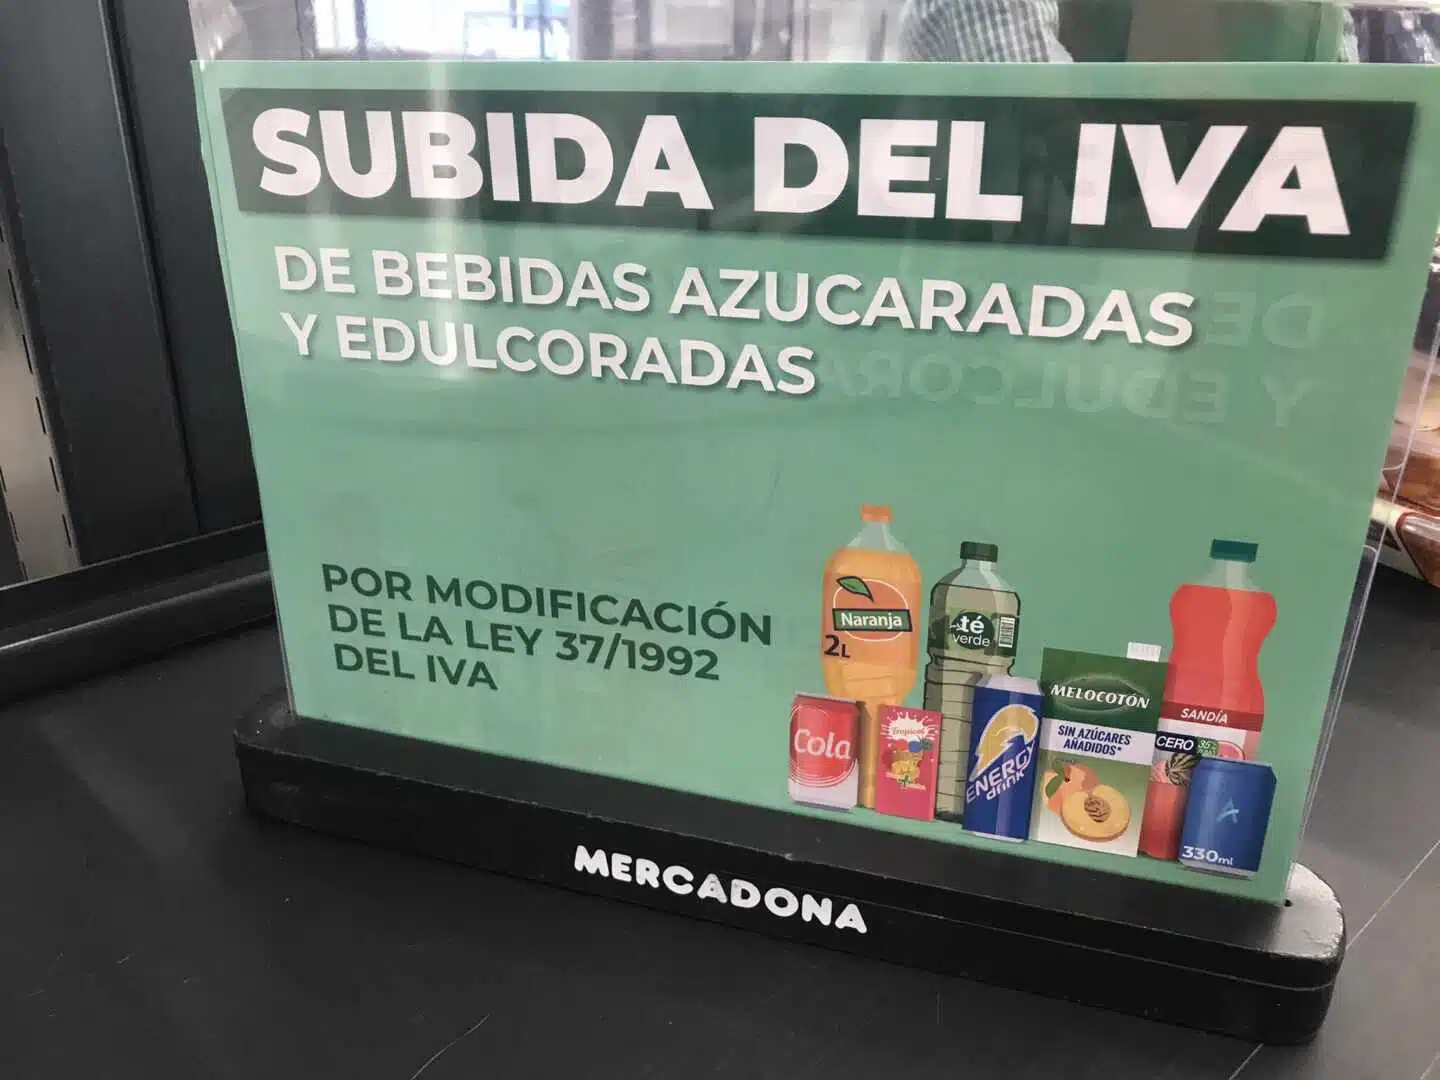 SUBIDA DEL IVA
DE BEBIDAS AZUCARADAS
Y EDULCORADAS
POR MODIFICACIÓN
DE LA LEY 37/1992
DEL IVA
Naranja
2L
té
verde
Cola
Tropical
ENERGY
drink
MELOCOTÓN
SIN AZÚCARES
AÑADIDOS*
SANDÍA
CERO
330ml
MERCADONA